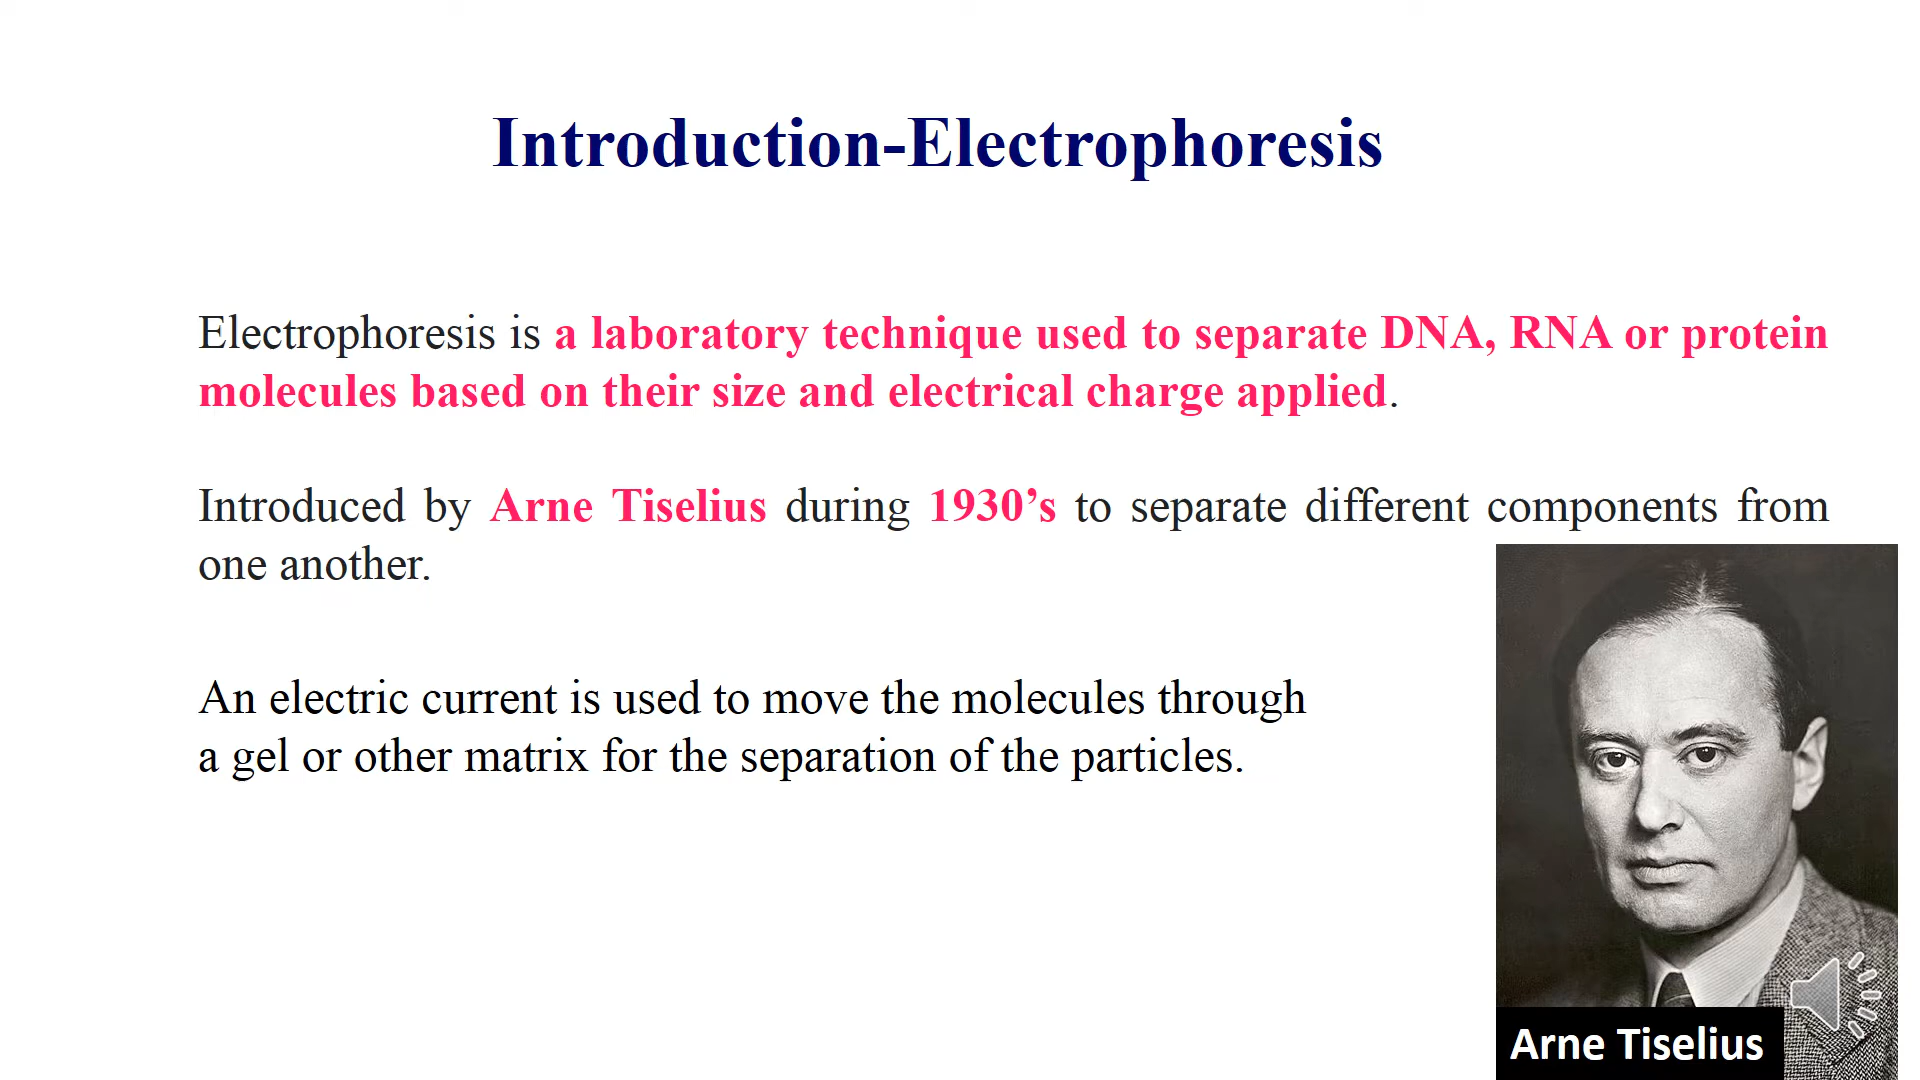 Introduction-Electrophoresis
Electrophoresis is a laboratory technique used to separate DNA, RNA or protein
molecules based on their size and electrical charge applied.
Introduced by Arne Tiselius during 1930’s to separate different components from
one another.
An electric current is used to move the molecules through
a gel or other matrix for the separation of the particles.
Arne Tiselius